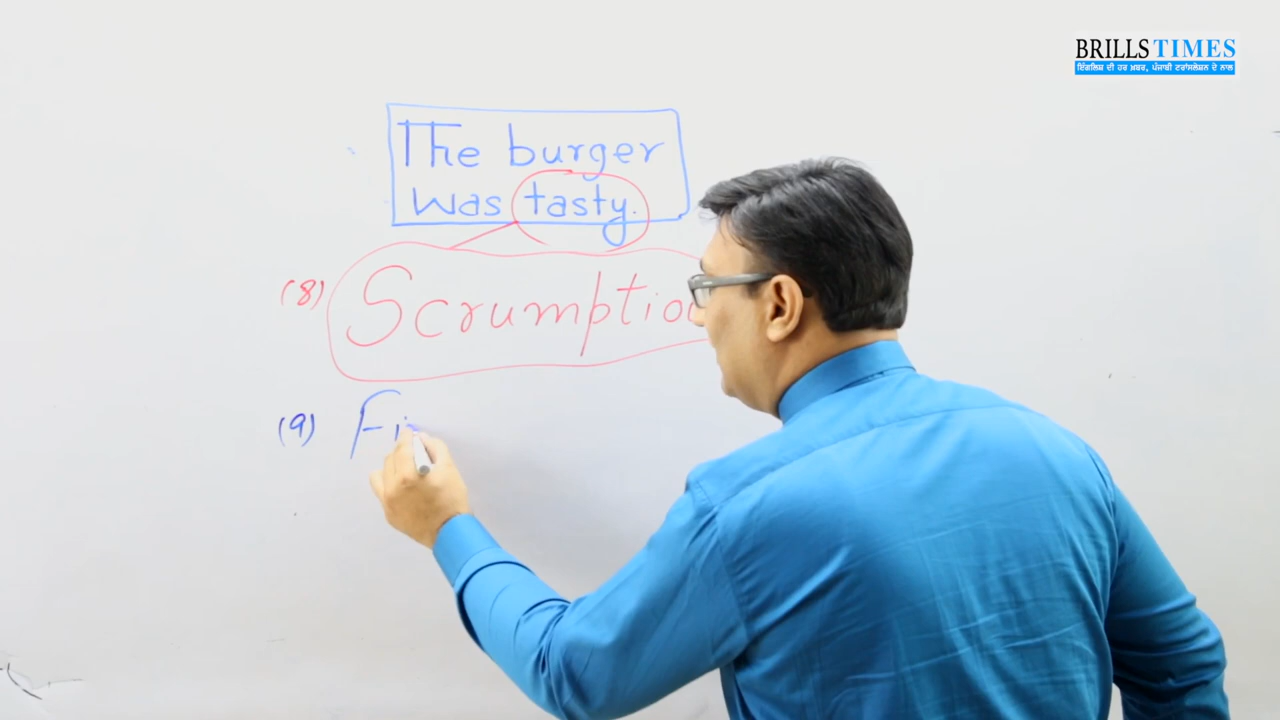 BRILLS TIMES
ਇੰਗਲਿਸ਼ ਦੀ ਹਰ ਖ਼ਬਰ, ਪੰਜਾਬੀ ਟਰਾਂਸਲੇਸ਼ਨ ਦੇ ਨਾਲ
The burger
was tasty.
(8) Scrumptio
(9) Fi